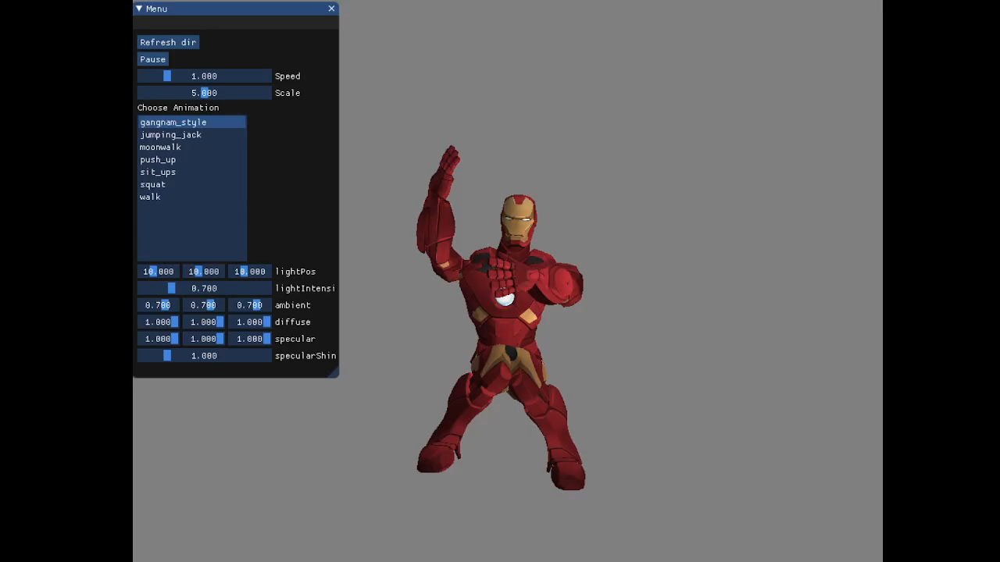 Menu
Refresh dir
Pause
1.000 Speed
5.000 Scale
Choose Animation
gangnam_style
jumping_jack
moonwalk
push_up
sit_ups
squat
walk
10.000 10.000 10.000 lightPos
0.700 lightIntensi
0.700 0.700 0.700 ambient
1.000 1.000 1.000 diffuse
1.000 1.000 1.000 specular
1.000 specularShin